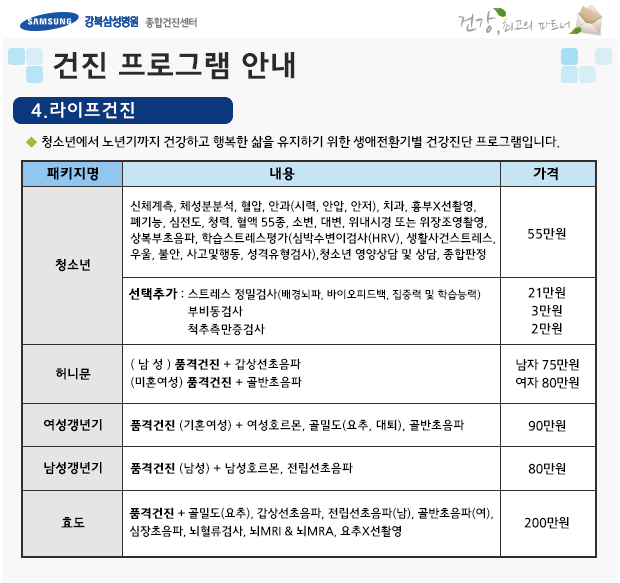 SAMSUNG 강북삼성병원 종합건진센터
건강, 최고의 파트너
건진 프로그램 안내
4.라이프건진
◆ 청소년에서 노년기까지 건강하고 행복한 삶을 유지하기 위한 생애전환기별 건강진단 프로그램입니다.
패키지명 내용 가격
청소년
신체계측, 체성분분석, 혈압, 안과(시력, 안압, 안저), 치과, 흉부X선촬영,
폐기능, 심전도, 청력, 혈액 55종, 소변, 대변, 위내시경 또는 위장조영촬영,
상복부초음파, 학습스트레스평가(심박수변이검사(HRV), 생활사건스트레스,
우울, 불안, 사고및행동, 성격유형검사),청소년 영양상담 및 상담, 종합판정
55만원
선택추가 : 스트레스 정밀검사(배경뇌파, 바이오피드백, 집중력 및 학습능력) 21만원
부비동검사 3만원
척추측만증검사 2만원
허니문
( 남 성 ) 품격건진 + 갑상선초음파 남자 75만원
(미혼여성) 품격건진 + 골반초음파 여자 80만원
여성갱년기 품격건진 (기혼여성) + 여성호르몬, 골밀도(요추, 대퇴), 골반초음파 90만원
남성갱년기 품격건진 (남성) + 남성호르몬, 전립선초음파 80만원
효도
품격건진 + 골밀도(요추), 갑상선초음파, 전립선초음파(남), 골반초음파(여),
심장초음파, 뇌혈류검사, 뇌MRI & 뇌MRA, 요추X선촬영
200만원